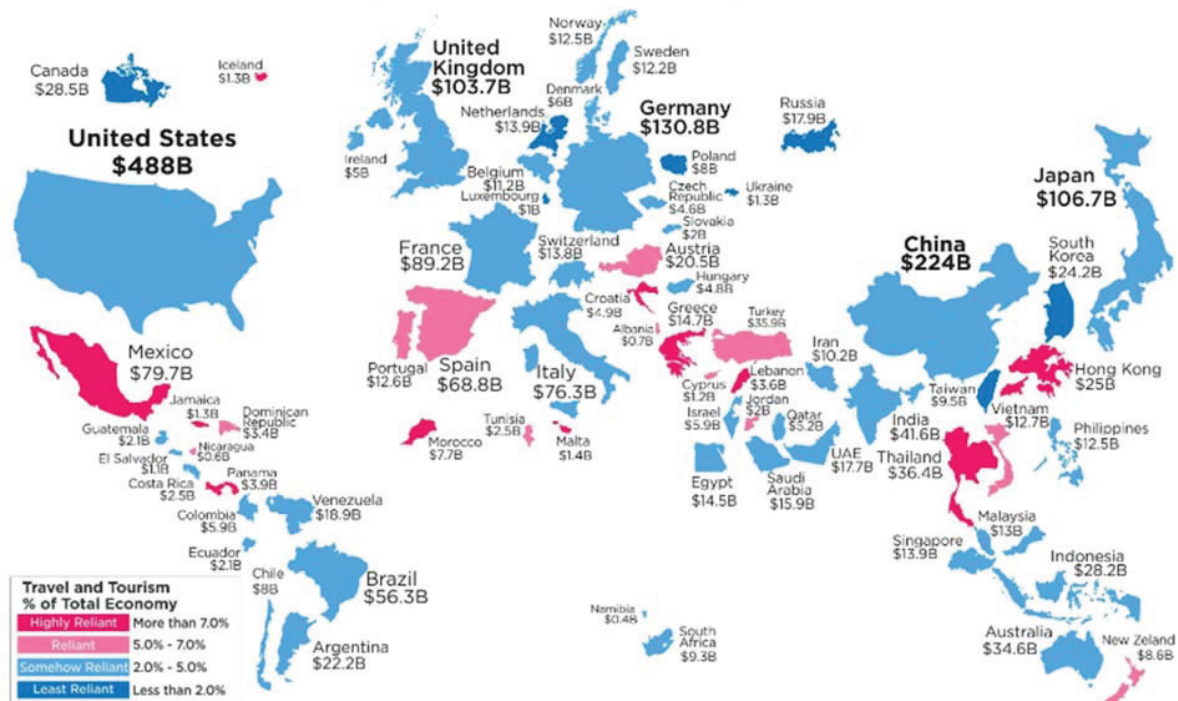 Canada
$28.5B
Iceland
$1.3B
United States
$488B
Mexico
$79.7B
Jamaica
$1.3B
Dominican
Republic
$3.4B
Guatemala
$2.1B
Nicaragua
$0.6B
El Salvador
$1.1B
Costa Rica
$2.5B
Panama
$3.9B
Colombia
$5.9B
Venezuela
$18.9B
Ecuador
$2.1B
Chile
$8B
Brazil
$56.3B
Argentina
$22.2B
United
Kingdom
$103.7B
Ireland
$5B
Norway
$12.5B
Sweden
$12.2B
Denmark
$6B
Netherlands
$13.9B
Germany
$130.8B
Belgium
$11.2B
Luxembourg
$1B
Poland
$8B
Czech
Republic
$4.6B
Ukraine
$1.3B
Slovakia
$2B
Russia
$17.9B
France
$89.2B
Switzerland
$13.8B
Austria
$20.5B
Hungary
$4.8B
Croatia
$4.9B
Albania
$0.7B
Greece
$14.7B
Turkey
$35.9B
Portugal
$12.6B
Spain
$68.8B
Italy
$76.3B
Morocco
$7.7B
Tunisia
$2.5B
Malta
$1.4B
Cyprus
$1.2B
Lebanon
$3.6B
Israel
$5.9B
Jordan
$2B
Qatar
$5.2B
Iran
$10.2B
Egypt
$14.5B
Saudi
Arabia
$15.9B
UAE
$17.7B
Namibia
$0.4B
South
Africa
$9.3B
China
$224B
Japan
$106.7B
South
Korea
$24.2B
Hong Kong
$25B
Taiwan
$9.5B
India
$41.6B
Vietnam
$12.7B
Philippines
$12.5B
Thailand
$36.4B
Malaysia
$13B
Singapore
$13.9B
Indonesia
$28.2B
Australia
$34.6B
New Zeland
$8.6B
Travel and Tourism
% of Total Economy
Highly Reliant More than 7.0%
Reliant 5.0% - 7.0%
Somehow Reliant 2.0% - 5.0%
Least Reliant Less than 2.0%